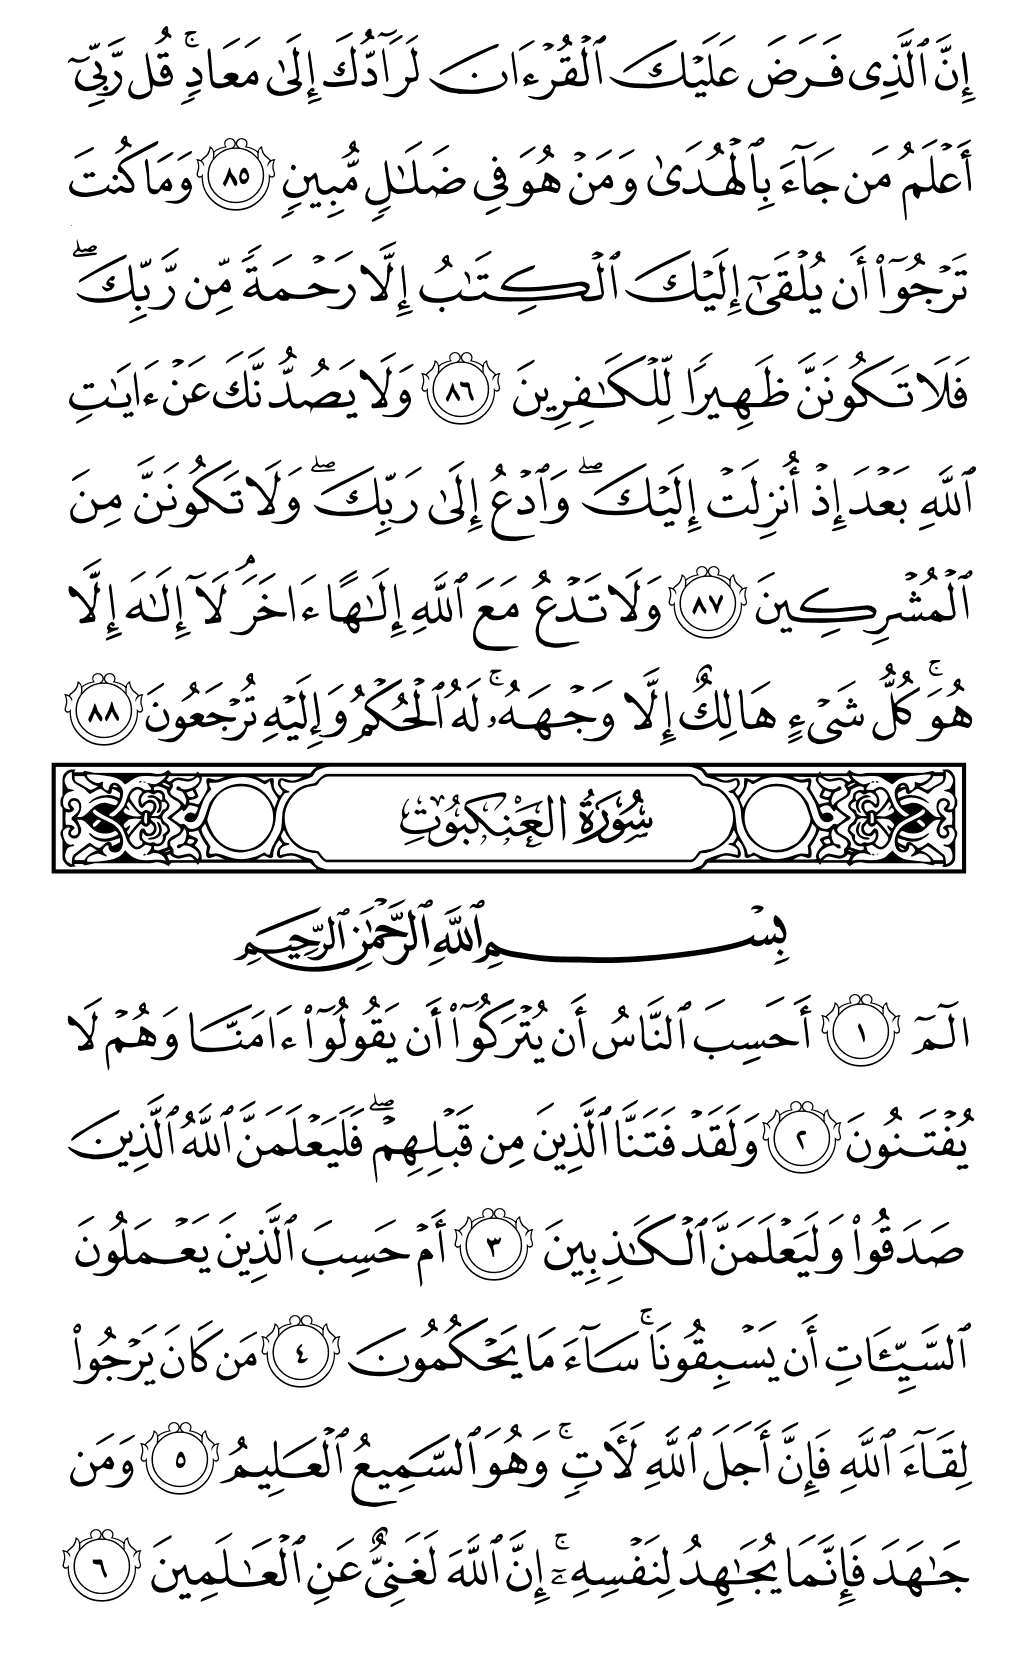 إِنَّ ٱلَّذِى فَرَضَ عَلَيْكَ ٱلْقُرْءَانَ لَرَآدُّكَ إِلَىٰ مَعَادٍ ۚ قُل رَّبِّىٓ
أَعْلَمُ مَن جَآءَ بِٱلْهُدَىٰ وَمَنْ هُوَ فِى ضَلَـٰلٍ مُّبِينٍ ٨٥ وَمَا كُنتَ
تَرْجُوٓا۟ أَن يُلْقَىٰٓ إِلَيْكَ ٱلْكِتَـٰبُ إِلَّا رَحْمَةً مِّن رَّبِّكَ ۖ
فَلَا تَكُونَنَّ ظَهِيرًا لِّلْكَـٰفِرِينَ ٨٦ وَلَا يَصُدُّنَّكَ عَنْ ءَايَـٰتِ
ٱللَّهِ بَعْدَ إِذْ أُنزِلَتْ إِلَيْكَ ۖ وَٱدْعُ إِلَىٰ رَبِّكَ ۖ وَلَا تَكُونَنَّ مِنَ
ٱلْمُشْرِكِينَ ٨٧ وَلَا تَدْعُ مَعَ ٱللَّهِ إِلَـٰهًا ءَاخَرَ ۘ لَآ إِلَـٰهَ إِلَّا
هُوَ ۚ كُلُّ شَىْءٍ هَالِكٌ إِلَّا وَجْهَهُۥ ۚ لَهُ ٱلْحُكْمُ وَإِلَيْهِ تُرْجَعُونَ ٨٨
سُورَةُ العَنْكَبُوتِ
بِسْمِ ٱللَّهِ ٱلرَّحْمَـٰنِ ٱلرَّحِيمِ
الٓمٓ ١ أَحَسِبَ ٱلنَّاسُ أَن يُتْرَكُوٓا۟ أَن يَقُولُوٓا۟ ءَامَنَّا وَهُمْ لَا
يُفْتَنُونَ ٢ وَلَقَدْ فَتَنَّا ٱلَّذِينَ مِن قَبْلِهِمْ ۖ فَلَيَعْلَمَنَّ ٱللَّهُ ٱلَّذِينَ
صَدَقُوا۟ وَلَيَعْلَمَنَّ ٱلْكَـٰذِبِينَ ٣ أَمْ حَسِبَ ٱلَّذِينَ يَعْمَلُونَ
ٱلسَّيِّـَٔاتِ أَن يَسْبِقُونَا ۚ سَآءَ مَا يَحْكُمُونَ ٤ مَن كَانَ يَرْجُوا۟
لِقَآءَ ٱللَّهِ فَإِنَّ أَجَلَ ٱللَّهِ لَـَٔاتٍ ۚ وَهُوَ ٱلسَّمِيعُ ٱلْعَلِيمُ ٥ وَمَن
جَـٰهَدَ فَإِنَّمَا يُجَـٰهِدُ لِنَفْسِهِۦٓ ۚ إِنَّ ٱللَّهَ لَغَنِىٌّ عَنِ ٱلْعَـٰلَمِينَ ٦